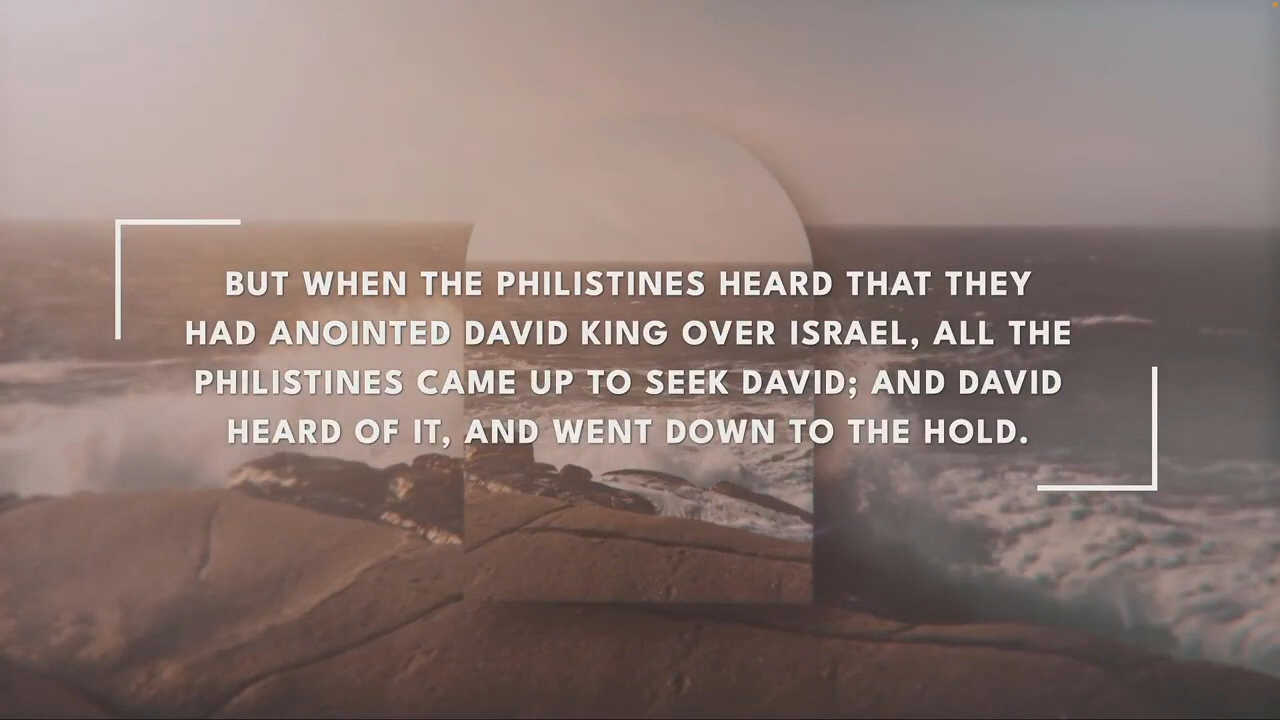 BUT WHEN THE PHILISTINES HEARD THAT THEY
HAD ANOINTED DAVID KING OVER ISRAEL, ALL THE
PHILISTINES CAME UP TO SEEK DAVID; AND DAVID
HEARD OF IT, AND WENT DOWN TO THE HOLD.